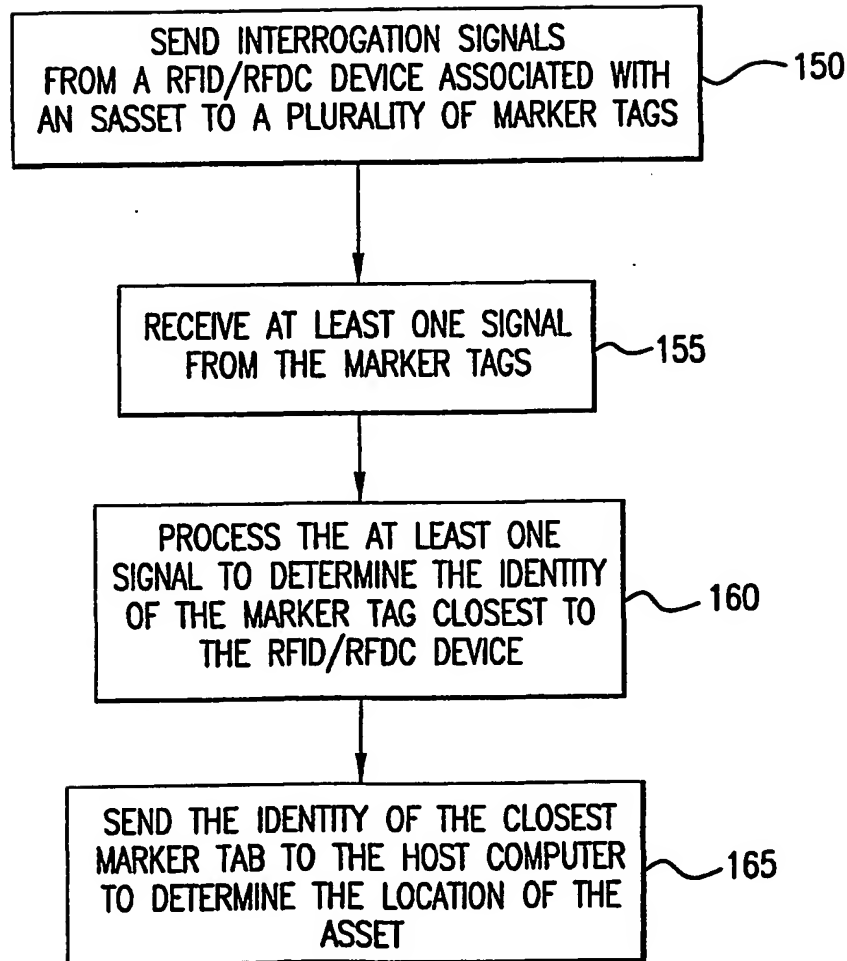 SEND INTERROGATION SIGNALS
FROM A RFID/RFDC DEVICE ASSOCIATED WITH
AN SASSET TO A PLURALITY OF MARKER TAGS
150
RECEIVE AT LEAST ONE SIGNAL
FROM THE MARKER TAGS
155
PROCESS THE AT LEAST ONE
SIGNAL TO DETERMINE THE IDENTITY
OF THE MARKER TAG CLOSEST TO
THE RFID/RFDC DEVICE
160
SEND THE IDENTITY OF THE CLOSEST
MARKER TAB TO THE HOST COMPUTER
TO DETERMINE THE LOCATION OF THE
ASSET
165